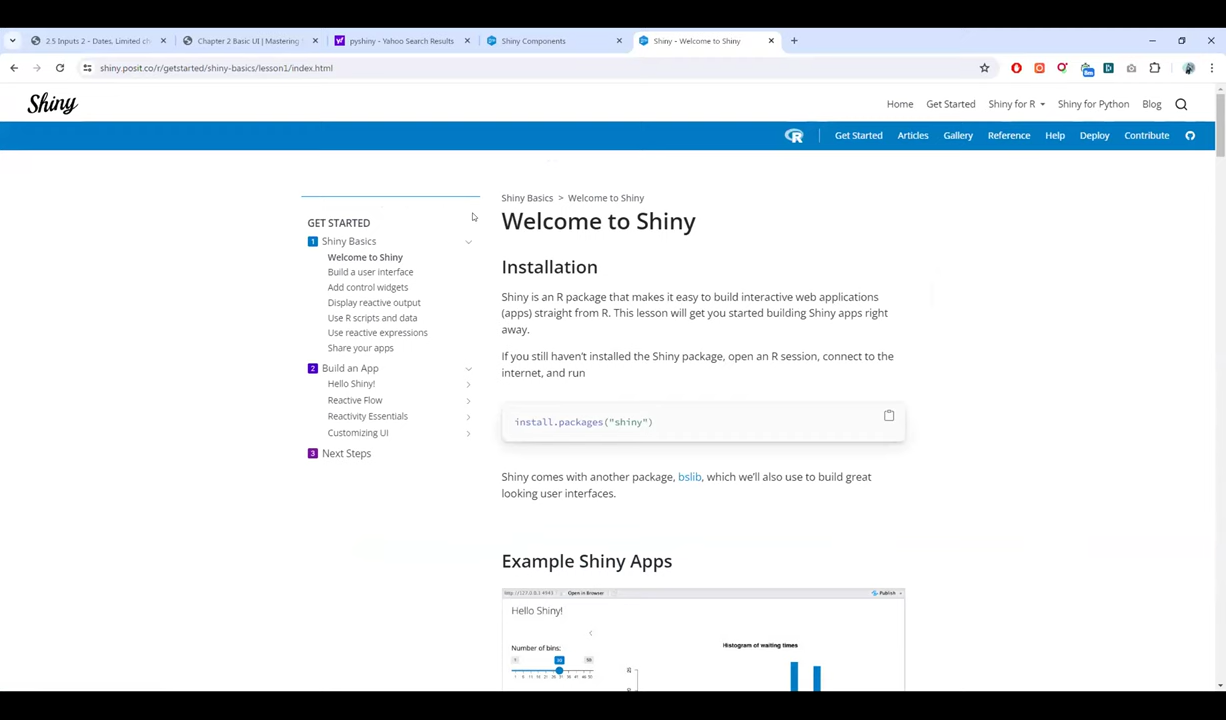 2.5 Inputs 2 - Dates, Limited ch
Chapter 2 Basic UI | Mastering
pyshiny - Yahoo Search Results
Shiny Components
Shiny - Welcome to Shiny
shiny.posit.co/r/getstarted/shiny-basics/lesson1/index.html
Shiny
Home
Get Started
Shiny for R
Shiny for Python
Blog
Get Started
Articles
Gallery
Reference
Help
Deploy
Contribute
GET STARTED
1 Shiny Basics
Welcome to Shiny
Build a user interface
Add control widgets
Display reactive output
Use R scripts and data
Use reactive expressions
Share your apps
2 Build an App
Hello Shiny!
Reactive Flow
Reactivity Essentials
Customizing UI
3 Next Steps
Shiny Basics > Welcome to Shiny
Welcome to Shiny
Installation
Shiny is an R package that makes it easy to build interactive web applications
(apps) straight from R. This lesson will get you started building Shiny apps right
away.
If you still haven't installed the Shiny package, open an R session, connect to the
internet, and run
install.packages("shiny")
Shiny comes with another package, bslib, which we'll also use to build great
looking user interfaces.
Example Shiny Apps
Open in Browser
Publish
Hello Shiny!
Number of bins:
Histogram of waiting times
25